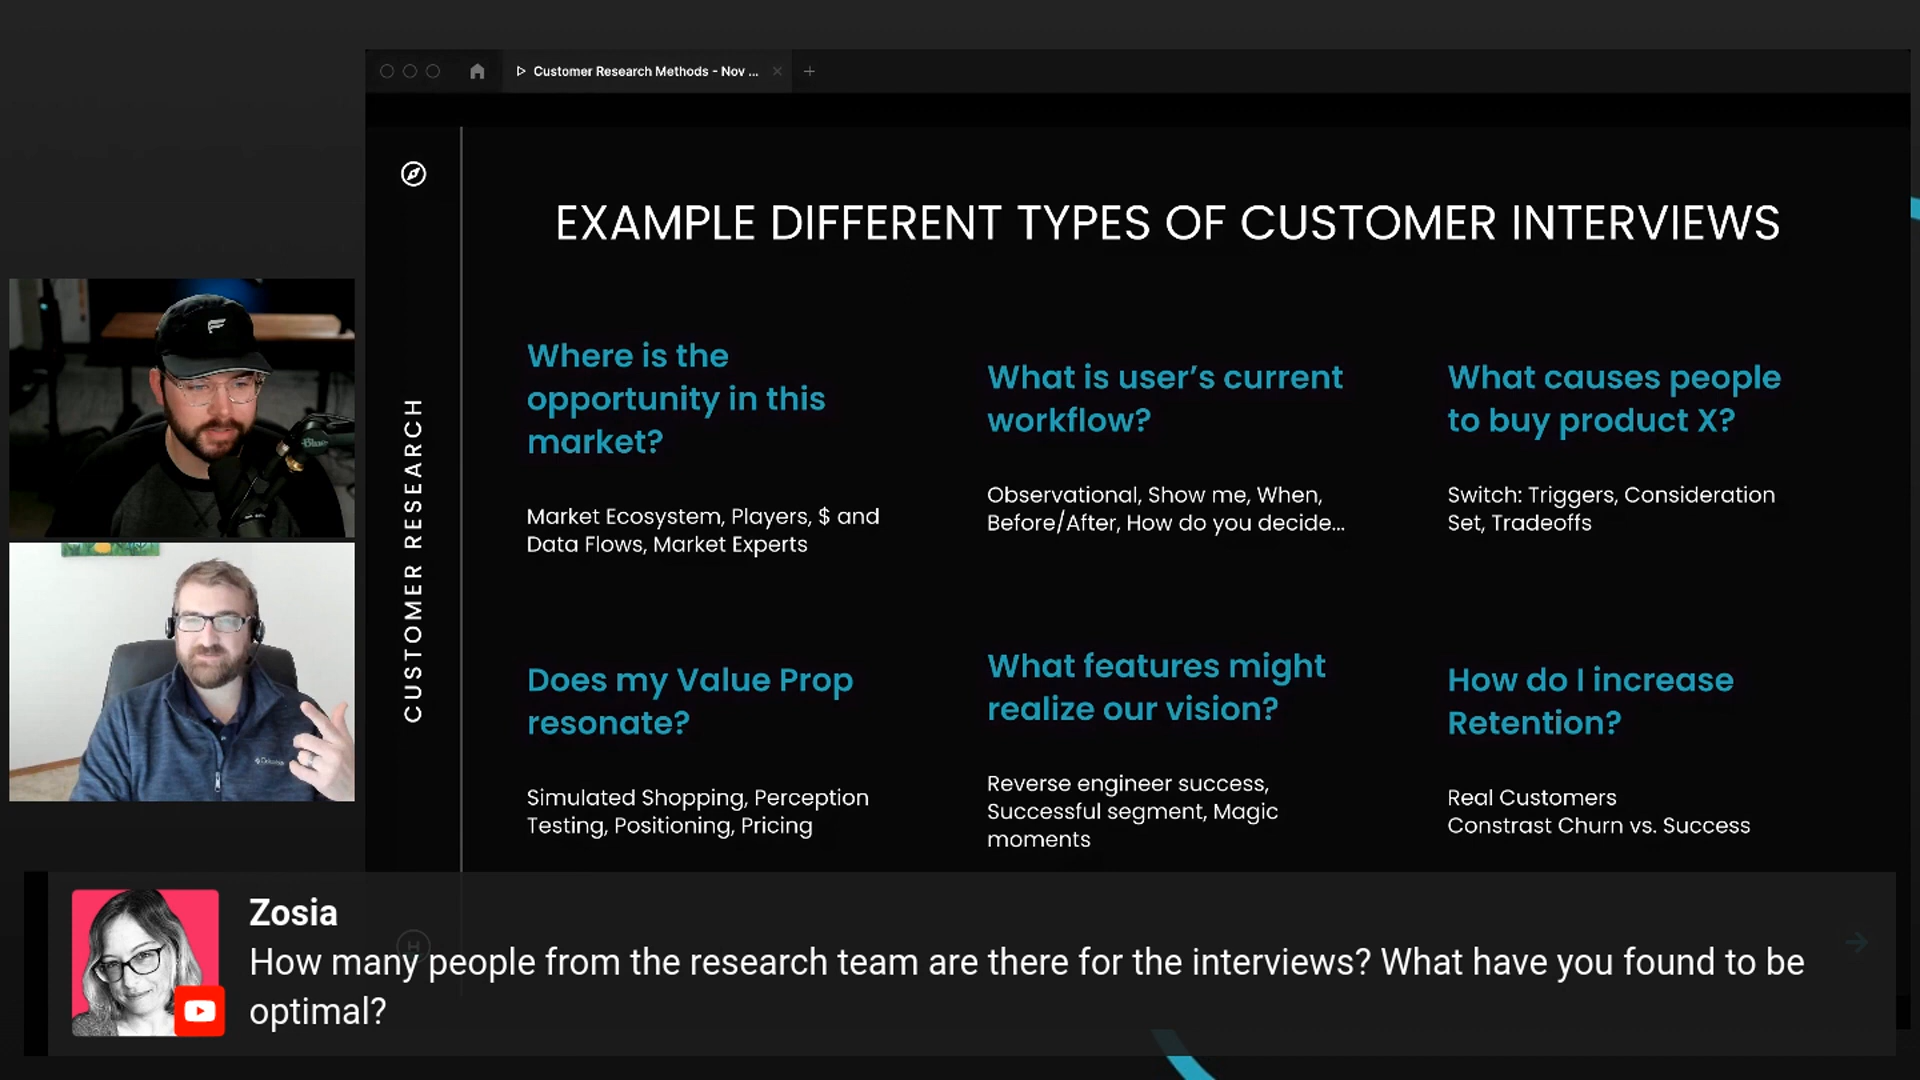 Customer Research Methods - Nov ...
EXAMPLE DIFFERENT TYPES OF CUSTOMER INTERVIEWS
CUSTOMER RESEARCH
Where is the
opportunity in this
market?
Market Ecosystem, Players, $ and
Data Flows, Market Experts
What is user’s current
workflow?
Observational, Show me, When,
Before/After, How do you decide...
What causes people
to buy product X?
Switch: Triggers, Consideration
Set, Tradeoffs
Does my Value Prop
resonate?
Simulated Shopping, Perception
Testing, Positioning, Pricing
What features might
realize our vision?
Reverse engineer success,
Successful segment, Magic
moments
How do I increase
Retention?
Real Customers
Constrast Churn vs. Success
Blue
Columbia
H
Zosia
How many people from the research team are there for the interviews? What have you found to be
optimal?